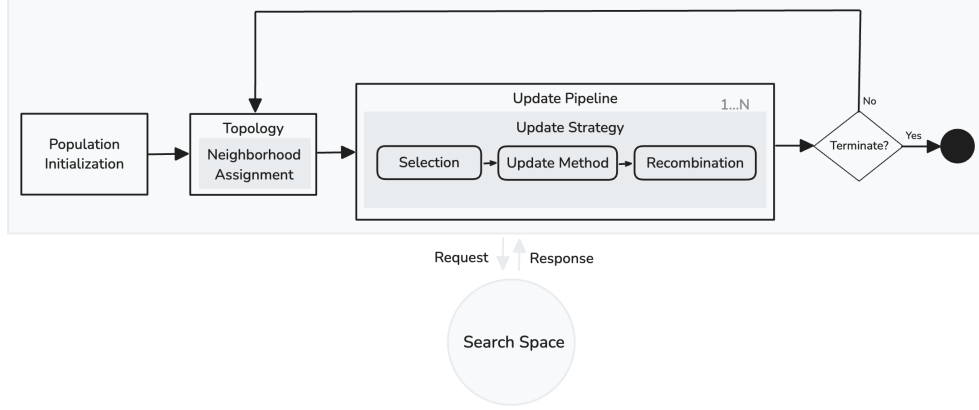 Update Pipeline
1...N
No
Topology
Update Strategy
Population
Initialization
Neighborhood
Assignment
Selection
Update Method
Recombination
Terminate?
Yes
Request
Response
Search Space